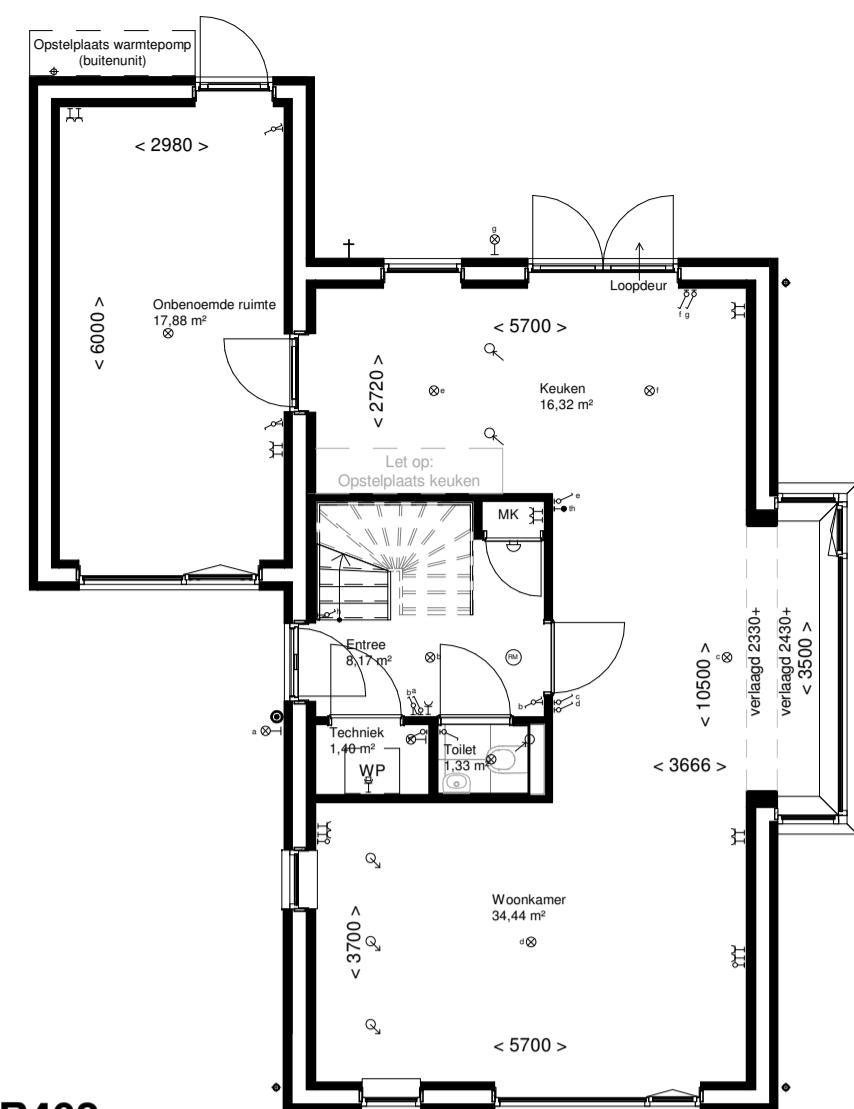 Opstelplaats warmtepomp
(buitenunit)
< 2980 >
g
Loopdeur
f g
Onbenoemde ruimte
17,88 m²
< 6000 >
< 5700 >
< 2720 >
Keuken
16,32 m²
e
f
Let op:
Opstelplaats keuken
MK
e
th
h
Entree
8,17 m²
b
RM
c
verlaagd 2330+
verlaagd 2430+
< 3500 >
< 10500 >
b a
b
c
d
a
Techniek
1,40 m²
WP
Toilet
1,33 m²
< 3666 >
Woonkamer
34,44 m²
d
< 3700 >
< 5700 >